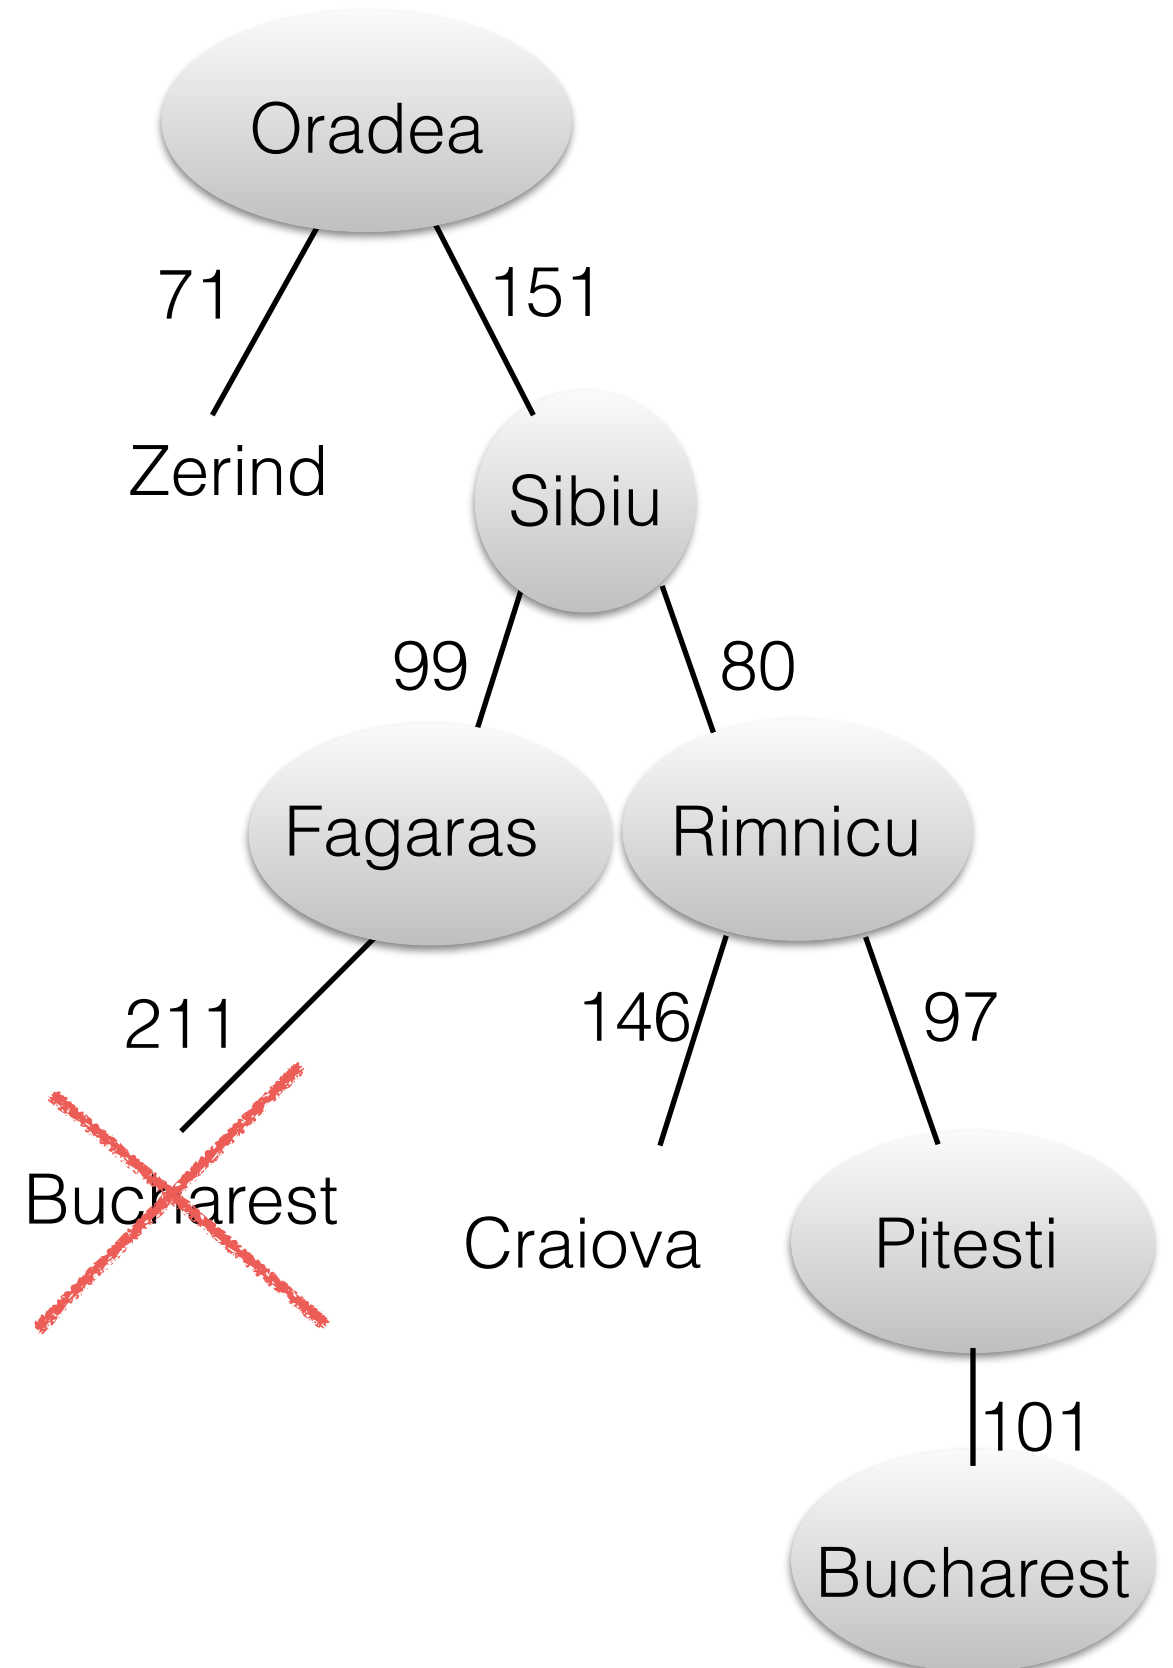 Oradea
71
151
Zerind
Sibiu
99
80
Fagaras
Rimnicu
211
146
97
Bucharest
Craiova
Pitesti
101
Bucharest